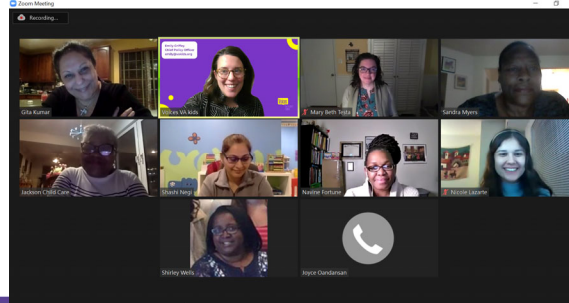 Zoom Meeting
Recording...
Gita Kumar
Voices VA kids
Mary Beth Testa
Sandra Myers
Jackson Child Care
Shashi Negi
Naxine Fortune
Nicole Lazarte
Shirley Wells
Joyce Oandansan